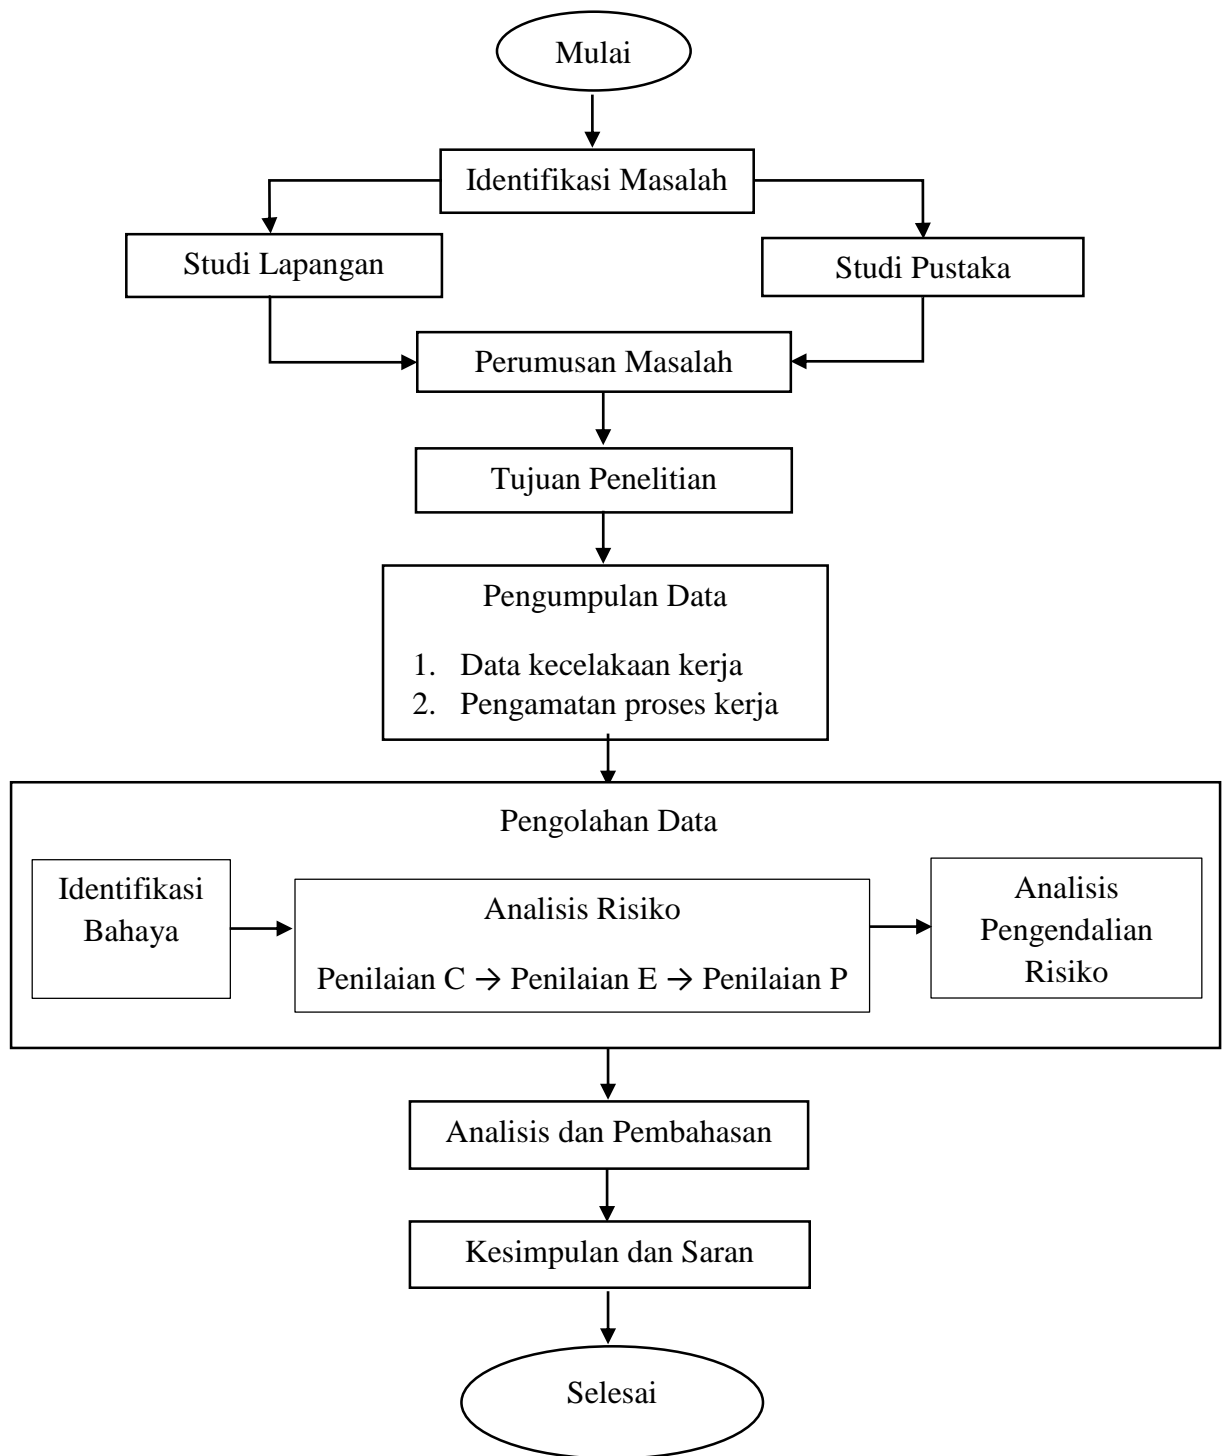 Mulai
Identifikasi Masalah
Studi Lapangan
Studi Pustaka
Perumusan Masalah
Tujuan Penelitian
Pengumpulan Data
1. Data kecelakaan kerja
2. Pengamatan proses kerja
Pengolahan Data
Identifikasi
Bahaya
Analisis Risiko
Penilaian C → Penilaian E → Penilaian P
Analisis
Pengendalian
Risiko
Analisis dan Pembahasan
Kesimpulan dan Saran
Selesai